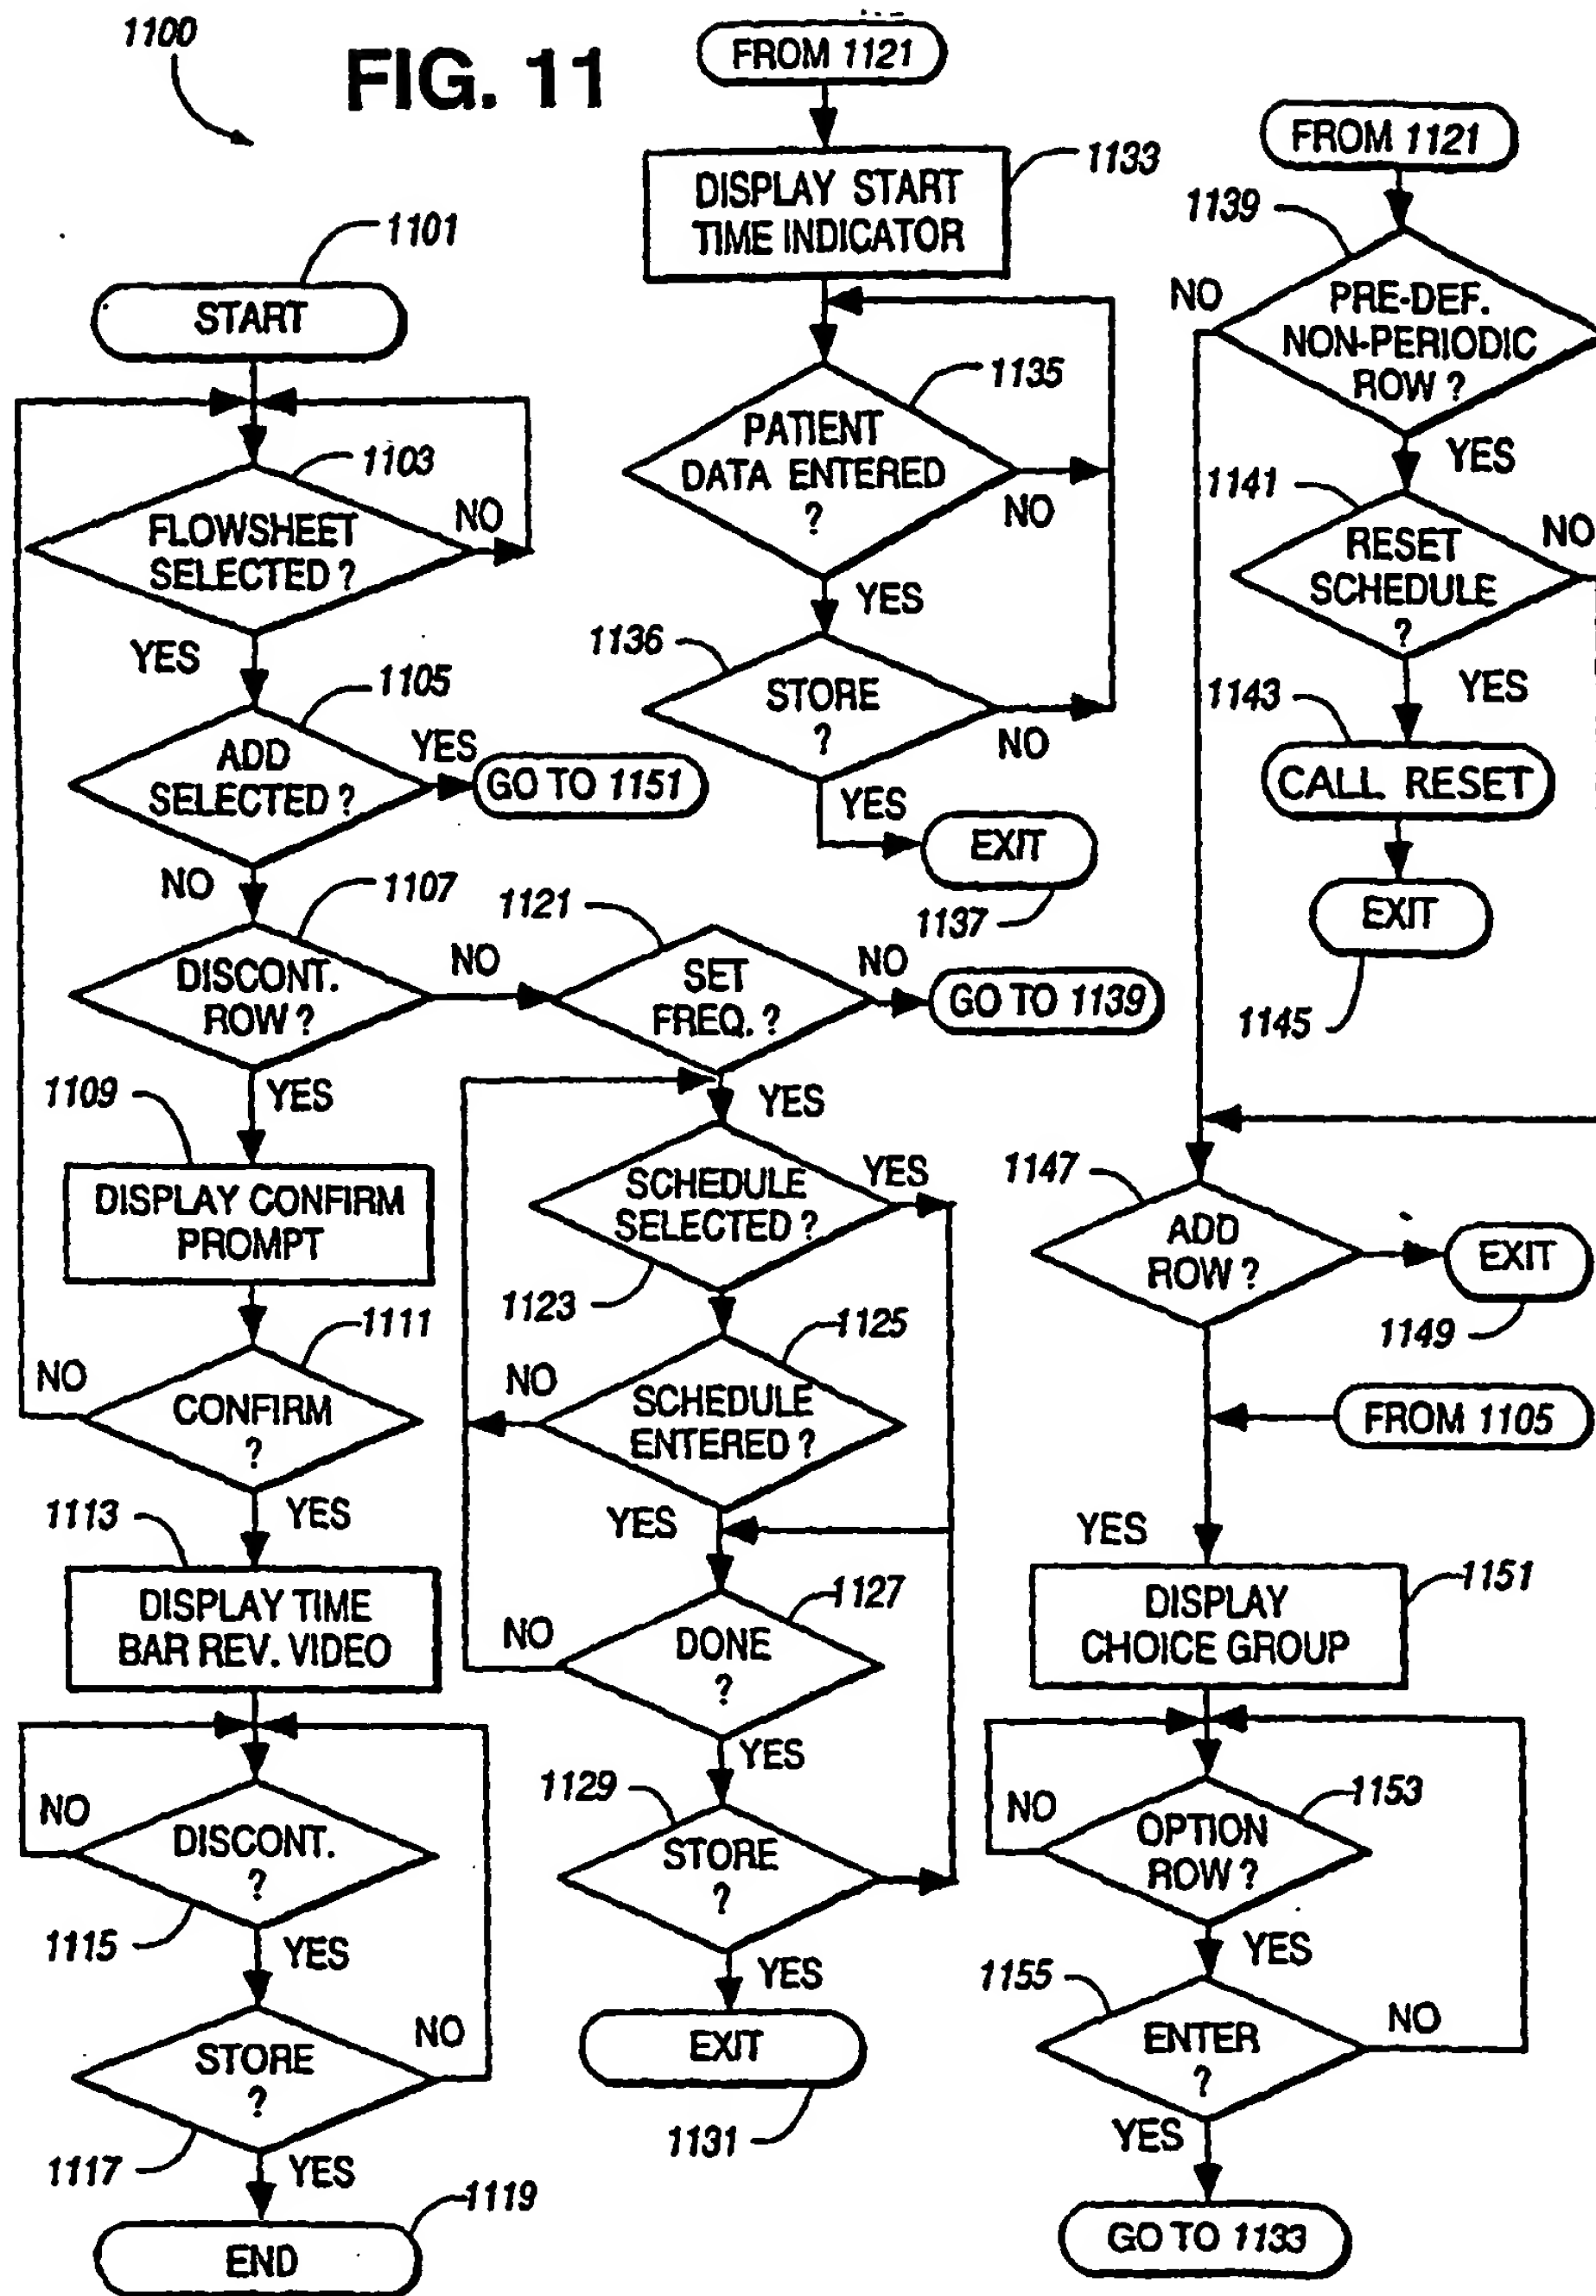 1100
FIG. 11
1101
START
1103
FLOWSHEET
SELECTED ?
NO
YES
1105
ADD
SELECTED ?
YES
GO TO 1151
NO
1107
DISCONT.
ROW ?
NO
YES
1109
DISPLAY CONFIRM
PROMPT
1111
NO
CONFIRM
?
YES
1113
DISPLAY TIME
BAR REV. VIDEO
NO
DISCONT.
?
1115
YES
STORE
?
NO
1117
YES
1119
END
FROM 1121
1133
DISPLAY START
TIME INDICATOR
1135
PATIENT
DATA ENTERED
?
NO
YES
1136
STORE
?
NO
YES
EXIT
1137
1121
SET
FREQ. ?
NO
GO TO 1139
YES
SCHEDULE
SELECTED ?
YES
1123
1125
NO
SCHEDULE
ENTERED ?
YES
1127
NO
DONE
?
YES
1129
STORE
?
YES
EXIT
1131
FROM 1121
1139
NO
PRE-DEF.
NON-PERIODIC
ROW ?
YES
1141
RESET
SCHEDULE
?
NO
YES
1143
CALL RESET
EXIT
1145
1147
ADD
ROW ?
EXIT
1149
FROM 1105
YES
1151
DISPLAY
CHOICE GROUP
1153
NO
OPTION
ROW ?
YES
1155
ENTER
?
NO
YES
GO TO 1133